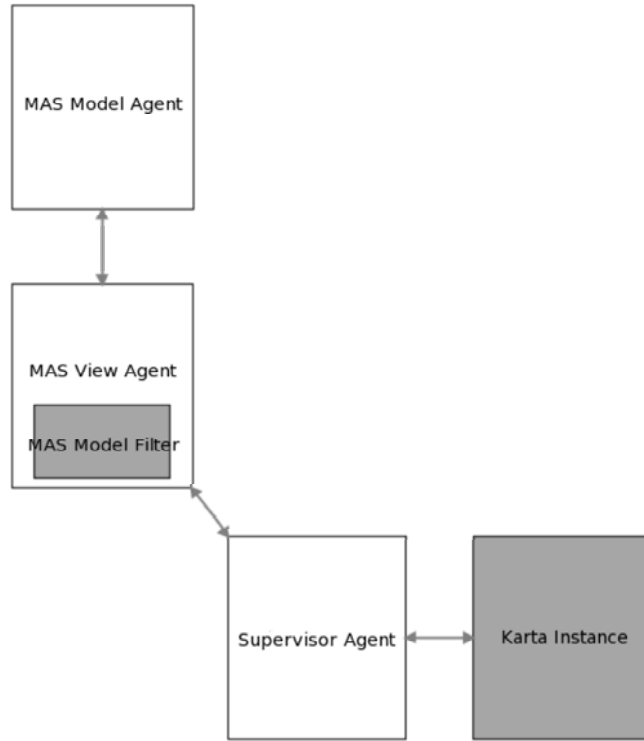 MAS Model Agent
MAS View Agent
MAS Model Filter
Supervisor Agent
Karta Instance